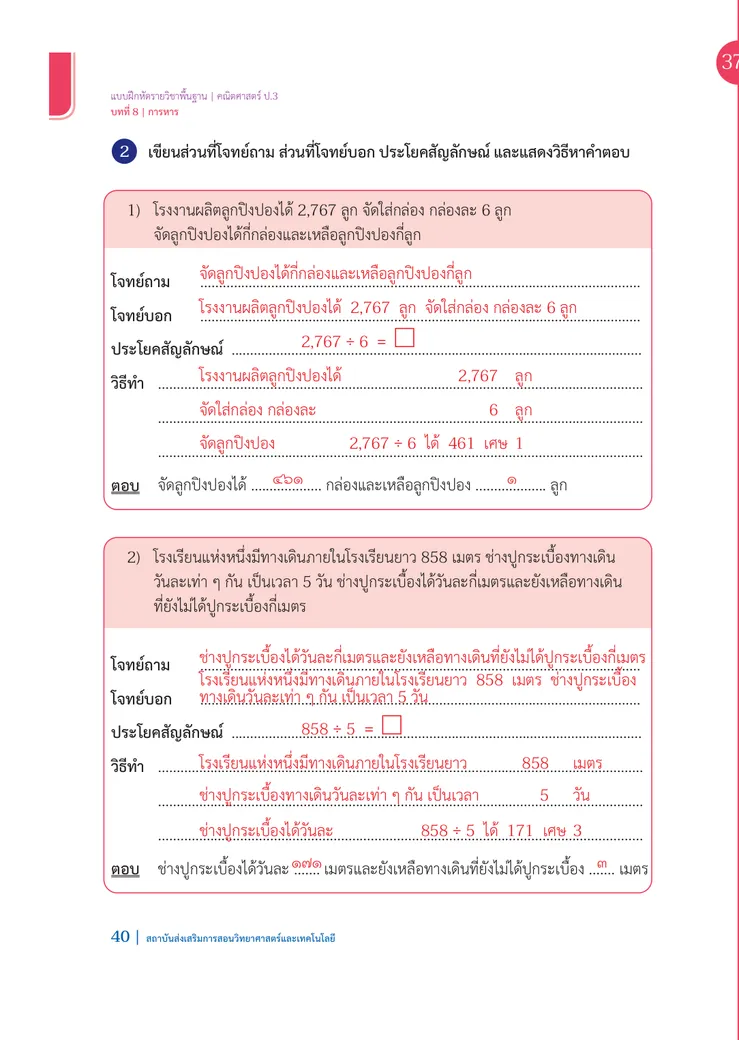 37
แบบฝึกหัดรายวิชาพื้นฐาน | คณิตศาสตร์ ป.3
บทที่ 8 | การหาร
2 เขียนส่วนที่โจทย์ถาม ส่วนที่โจทย์บอก ประโยคสัญลักษณ์ และแสดงวิธีหาคำตอบ
1) โรงงานผลิตลูกปิงปองได้ 2,767 ลูก จัดใส่กล่อง กล่องละ 6 ลูก
จัดลูกปิงปองได้กี่กล่องและเหลือลูกปิงปองกี่ลูก
โจทย์ถาม จัดลูกปิงปองได้กี่กล่องและเหลือลูกปิงปองกี่ลูก
โจทย์บอก โรงงานผลิตลูกปิงปองได้ 2,767 ลูก จัดใส่กล่อง กล่องละ 6 ลูก
ประโยคสัญลักษณ์ 2,767 ÷ 6 = □
วิธีทำ โรงงานผลิตลูกปิงปองได้ 2,767 ลูก
จัดใส่กล่อง กล่องละ 6 ลูก
จัดลูกปิงปอง 2,767 ÷ 6 ได้ 461 เศษ 1
ตอบ จัดลูกปิงปองได้ ....๔๖๑.... กล่องและเหลือลูกปิงปอง ....๑.... ลูก
2) โรงเรียนแห่งหนึ่งมีทางเดินภายในโรงเรียนยาว 858 เมตร ช่างปูกระเบื้องทางเดิน
วันละเท่า ๆ กัน เป็นเวลา 5 วัน ช่างปูกระเบื้องได้วันละกี่เมตรและยังเหลือทางเดิน
ที่ยังไม่ได้ปูกระเบื้องกี่เมตร
โจทย์ถาม ช่างปูกระเบื้องได้วันละกี่เมตรและยังเหลือทางเดินที่ยังไม่ได้ปูกระเบื้องกี่เมตร
โจทย์บอก โรงเรียนแห่งหนึ่งมีทางเดินภายในโรงเรียนยาว 858 เมตร ช่างปูกระเบื้อง
ทางเดินวันละเท่า ๆ กัน เป็นเวลา 5 วัน
ประโยคสัญลักษณ์ 858 ÷ 5 = □
วิธีทำ โรงเรียนแห่งหนึ่งมีทางเดินภายในโรงเรียนยาว 858 เมตร
ช่างปูกระเบื้องทางเดินวันละเท่า ๆ กัน เป็นเวลา 5 วัน
ช่างปูกระเบื้องได้วันละ 858 ÷ 5 ได้ 171 เศษ 3
ตอบ ช่างปูกระเบื้องได้วันละ ๑๗๑ เมตรและยังเหลือทางเดินที่ยังไม่ได้ปูกระเบื้อง ๓ เมตร
40 | สถาบันส่งเสริมการสอนวิทยาศาสตร์และเทคโนโลยี